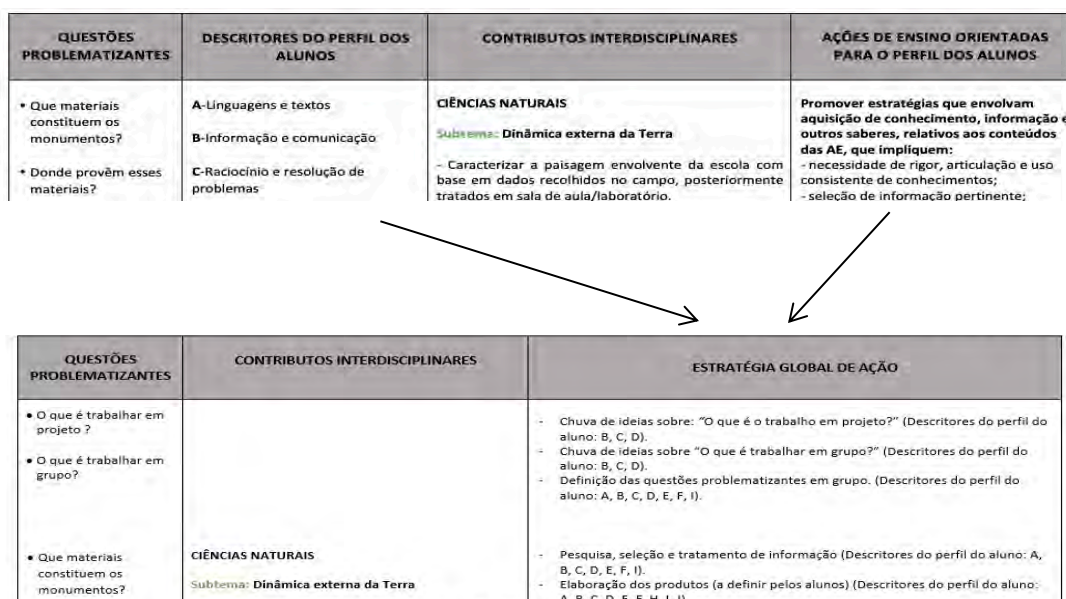 QUESTÕES
PROBLEMATIZANTES
DESCRITORES DO PERFIL DOS
ALUNOS
CONTRIBUTOS INTERDISCIPLINARES
AÇÕES DE ENSINO ORIENTADAS
PARA O PERFIL DOS ALUNOS
• Que materiais
constituem os
monumentos?
• Donde provêm esses
materiais?
A-Linguagens e textos
B-Informação e comunicação
C-Raciocínio e resolução de
problemas
CIÊNCIAS NATURAIS
Subtema: Dinâmica externa da Terra
- Caracterizar a paisagem envolvente da escola com
base em dados recolhidos no campo, posteriormente
tratados em sala de aula/laboratório.
Promover estratégias que envolvam
aquisição de conhecimento, informação e
outros saberes, relativos aos conteúdos
das AE, que impliquem:
- necessidade de rigor, articulação e uso
consistente de conhecimentos;
- seleção de informação pertinente;
QUESTÕES
PROBLEMATIZANTES
CONTRIBUTOS INTERDISCIPLINARES
ESTRATÉGIA GLOBAL DE AÇÃO
• O que é trabalhar em
projeto ?
• O que é trabalhar em
grupo?
- Chuva de ideias sobre: “O que é o trabalho em projeto?” (Descritores do perfil do
aluno: B, C, D).
- Chuva de ideias sobre “O que é trabalhar em grupo?” (Descritores do perfil do
aluno: B, C, D).
- Definição das questões problematizantes em grupo. (Descritores do perfil do
aluno: A, B, C, D, E, F, I).
• Que materiais
constituem os
monumentos?
CIÊNCIAS NATURAIS
Subtema: Dinâmica externa da Terra
- Pesquisa, seleção e tratamento de informação (Descritores do perfil do aluno: A,
B, C, D, E, F, I).
- Elaboração dos produtos (a definir pelos alunos) (Descritores do perfil do aluno: